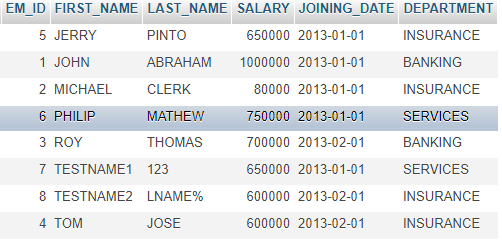 EM_ID FIRST_NAME LAST_NAME SALARY JOINING_DATE DEPARTMENT
5 JERRY PINTO 650000 2013-01-01 INSURANCE
1 JOHN ABRAHAM 1000000 2013-01-01 BANKING
2 MICHAEL CLERK 80000 2013-01-01 INSURANCE
6 PHILIP MATHEW 750000 2013-01-01 SERVICES
3 ROY THOMAS 700000 2013-02-01 BANKING
7 TESTNAME1 123 650000 2013-01-01 SERVICES
8 TESTNAME2 LNAME% 600000 2013-02-01 INSURANCE
4 TOM JOSE 600000 2013-02-01 INSURANCE